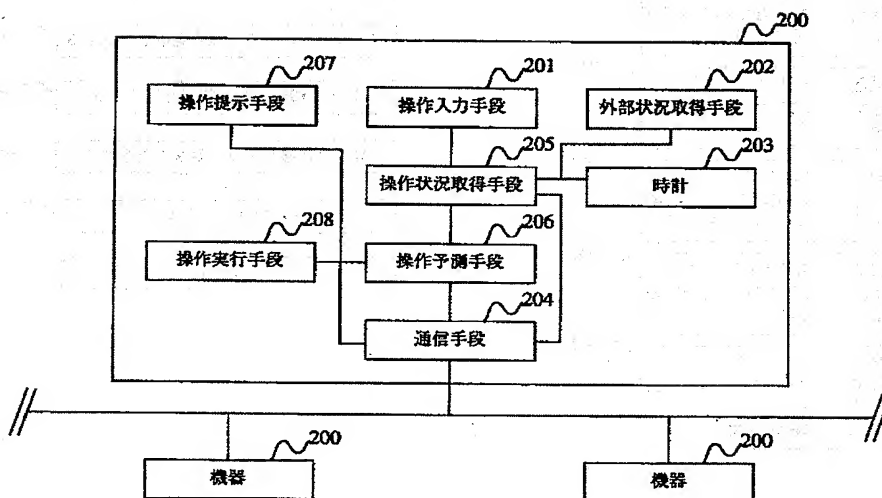 200
207
操作提示手段
201
操作入力手段
202
外部状況取得手段
205
操作状況取得手段
203
時計
208
操作実行手段
206
操作予測手段
204
通信手段
200
機器
200
機器